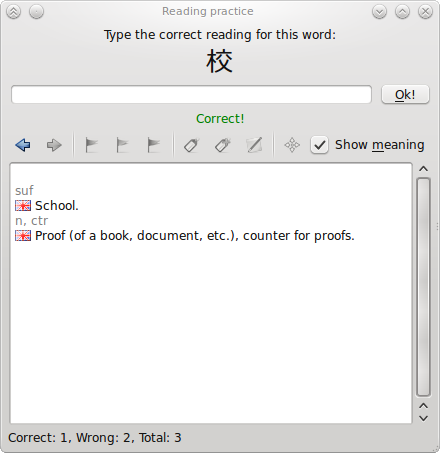 Reading practice
Type the correct reading for this word:
校
Ok!
Correct!
Show meaning
suf
School.
n, ctr
Proof (of a book, document, etc.), counter for proofs.
Correct: 1, Wrong: 2, Total: 3